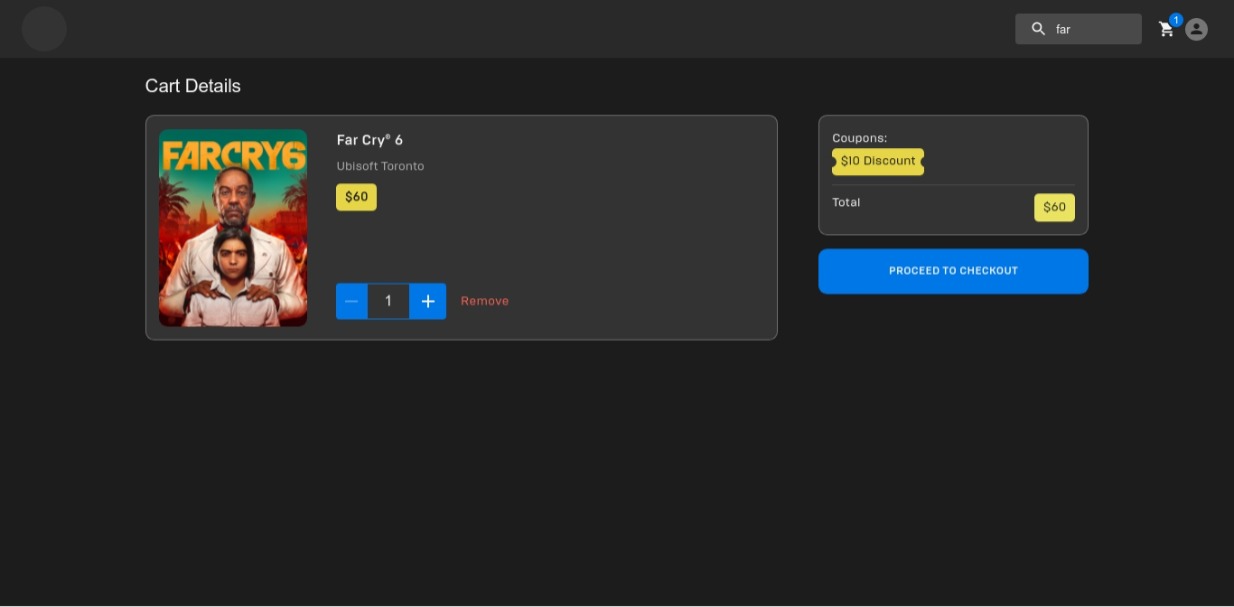 far
1
Cart Details
FARCRY6
Far Cry® 6
Ubisoft Toronto
$60
1
Remove
Coupons:
$10 Discount
Total
$60
PROCEED TO CHECKOUT